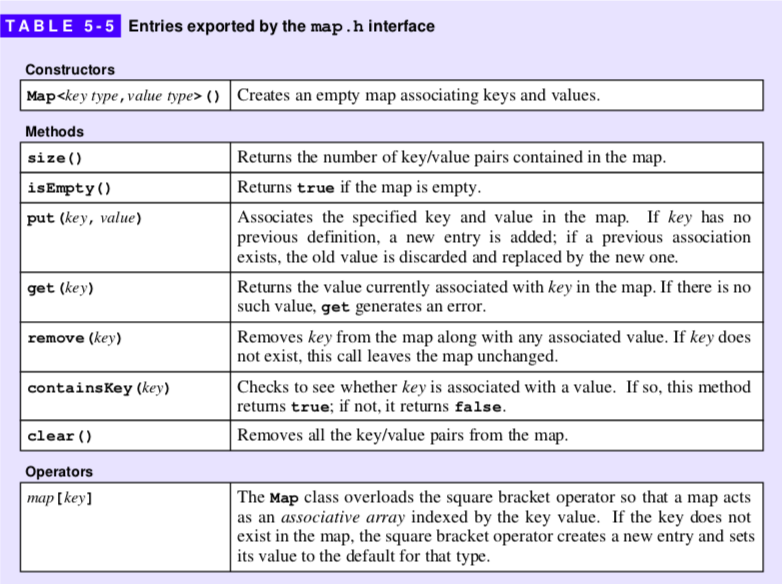 TABLE 5-5 Entries exported by the map.h interface
Constructors
Map<key type, value type>() Creates an empty map associating keys and values.
Methods
size() Returns the number of key/value pairs contained in the map.
isEmpty() Returns true if the map is empty.
put(key, value) Associates the specified key and value in the map. If key has no
previous definition, a new entry is added; if a previous association
exists, the old value is discarded and replaced by the new one.
get(key) Returns the value currently associated with key in the map. If there is no
such value, get generates an error.
remove(key) Removes key from the map along with any associated value. If key does
not exist, this call leaves the map unchanged.
containsKey(key) Checks to see whether key is associated with a value. If so, this method
returns true; if not, it returns false.
clear() Removes all the key/value pairs from the map.
Operators
map[key] The Map class overloads the square bracket operator so that a map acts
as an associative array indexed by the key value. If the key does not
exist in the map, the square bracket operator creates a new entry and sets
its value to the default for that type.